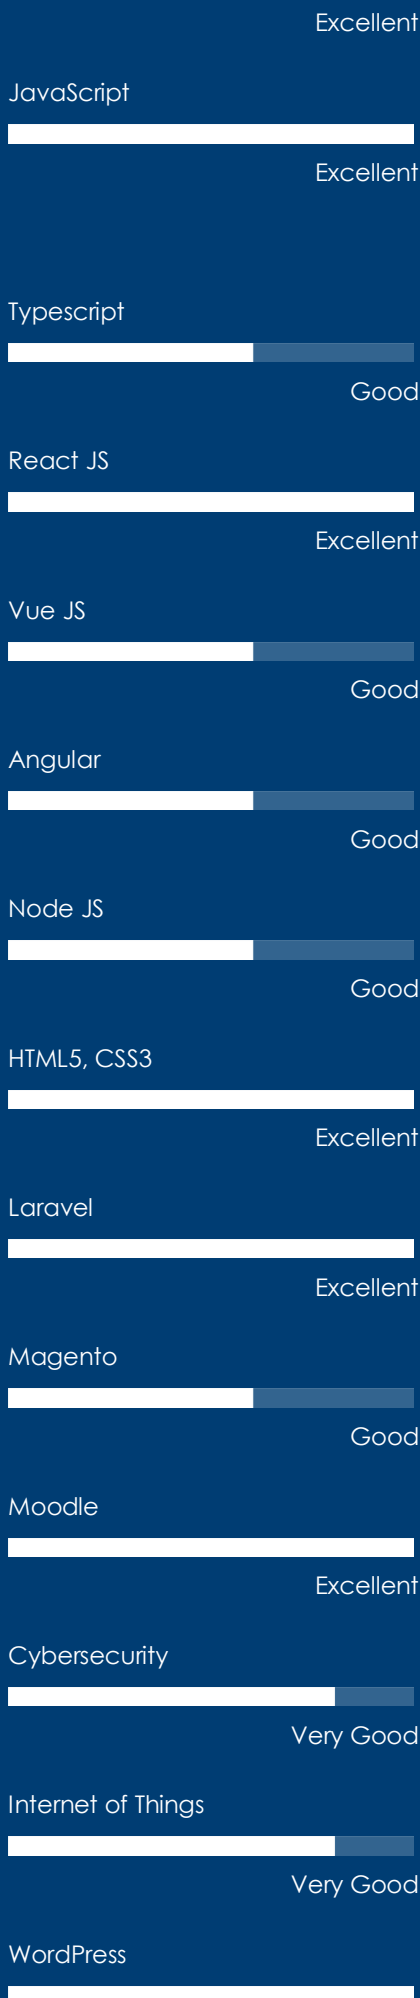 Excellent
JavaScript
Excellent
Typescript
Good
React JS
Excellent
Vue JS
Good
Angular
Good
Node JS
Good
HTML5, CSS3
Excellent
Laravel
Excellent
Magento
Good
Moodle
Excellent
Cybersecurity
Very Good
Internet of Things
Very Good
WordPress